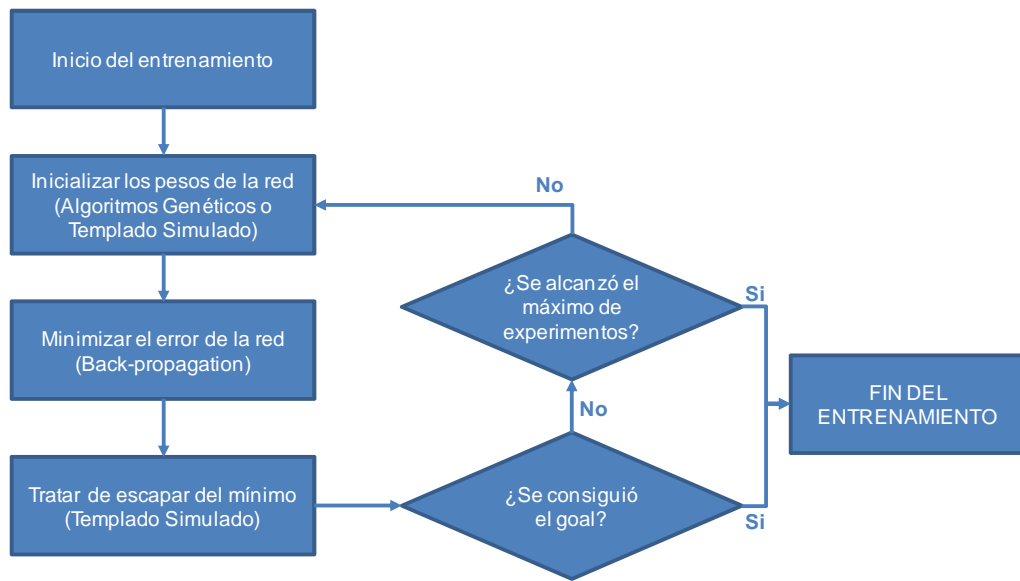 Inicio del entrenamiento
Inicializar los pesos de la red
(Algoritmos Genéticos o
Templado Simulado)
Minimizar el error de la red
(Back-propagation)
Tratar de escapar del mínimo
(Templado Simulado)
¿Se consiguió
el goal?
No
Si
¿Se alcanzó el
máximo de
experimentos?
No
Si
FIN DEL
ENTRENAMIENTO